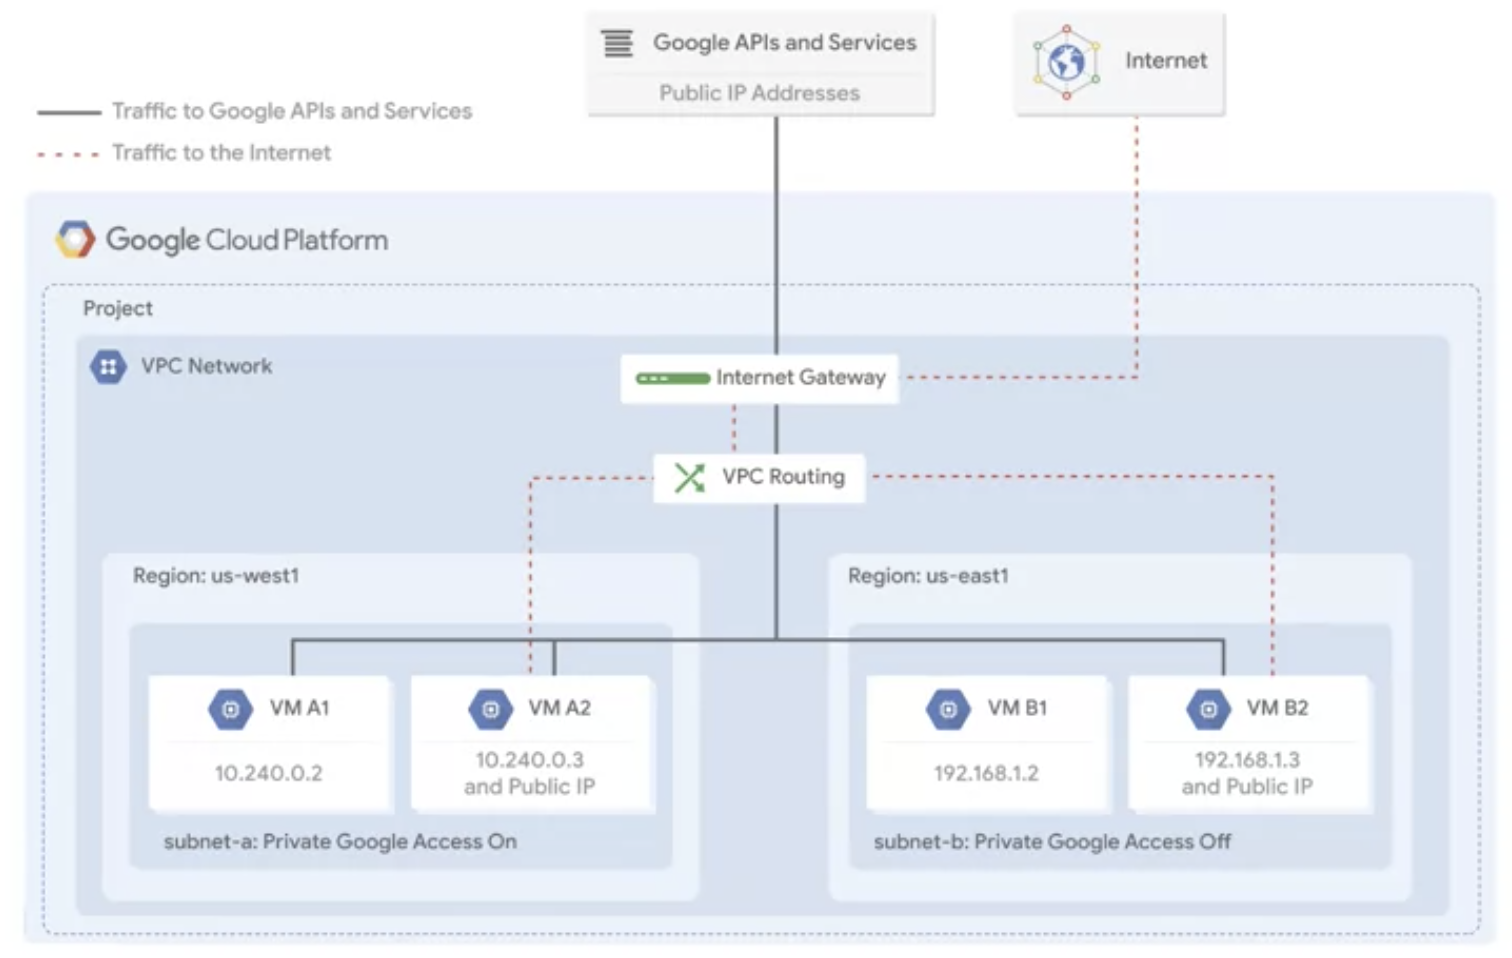 Google APIs and Services
Public IP Addresses
Internet
Traffic to Google APIs and Services
Traffic to the Internet
Google Cloud Platform
Project
VPC Network
Internet Gateway
VPC Routing
Region: us-west1
Region: us-east1
VM A1
10.240.0.2
VM A2
10.240.0.3
and Public IP
subnet-a: Private Google Access On
VM B1
192.168.1.2
VM B2
192.168.1.3
and Public IP
subnet-b: Private Google Access Off